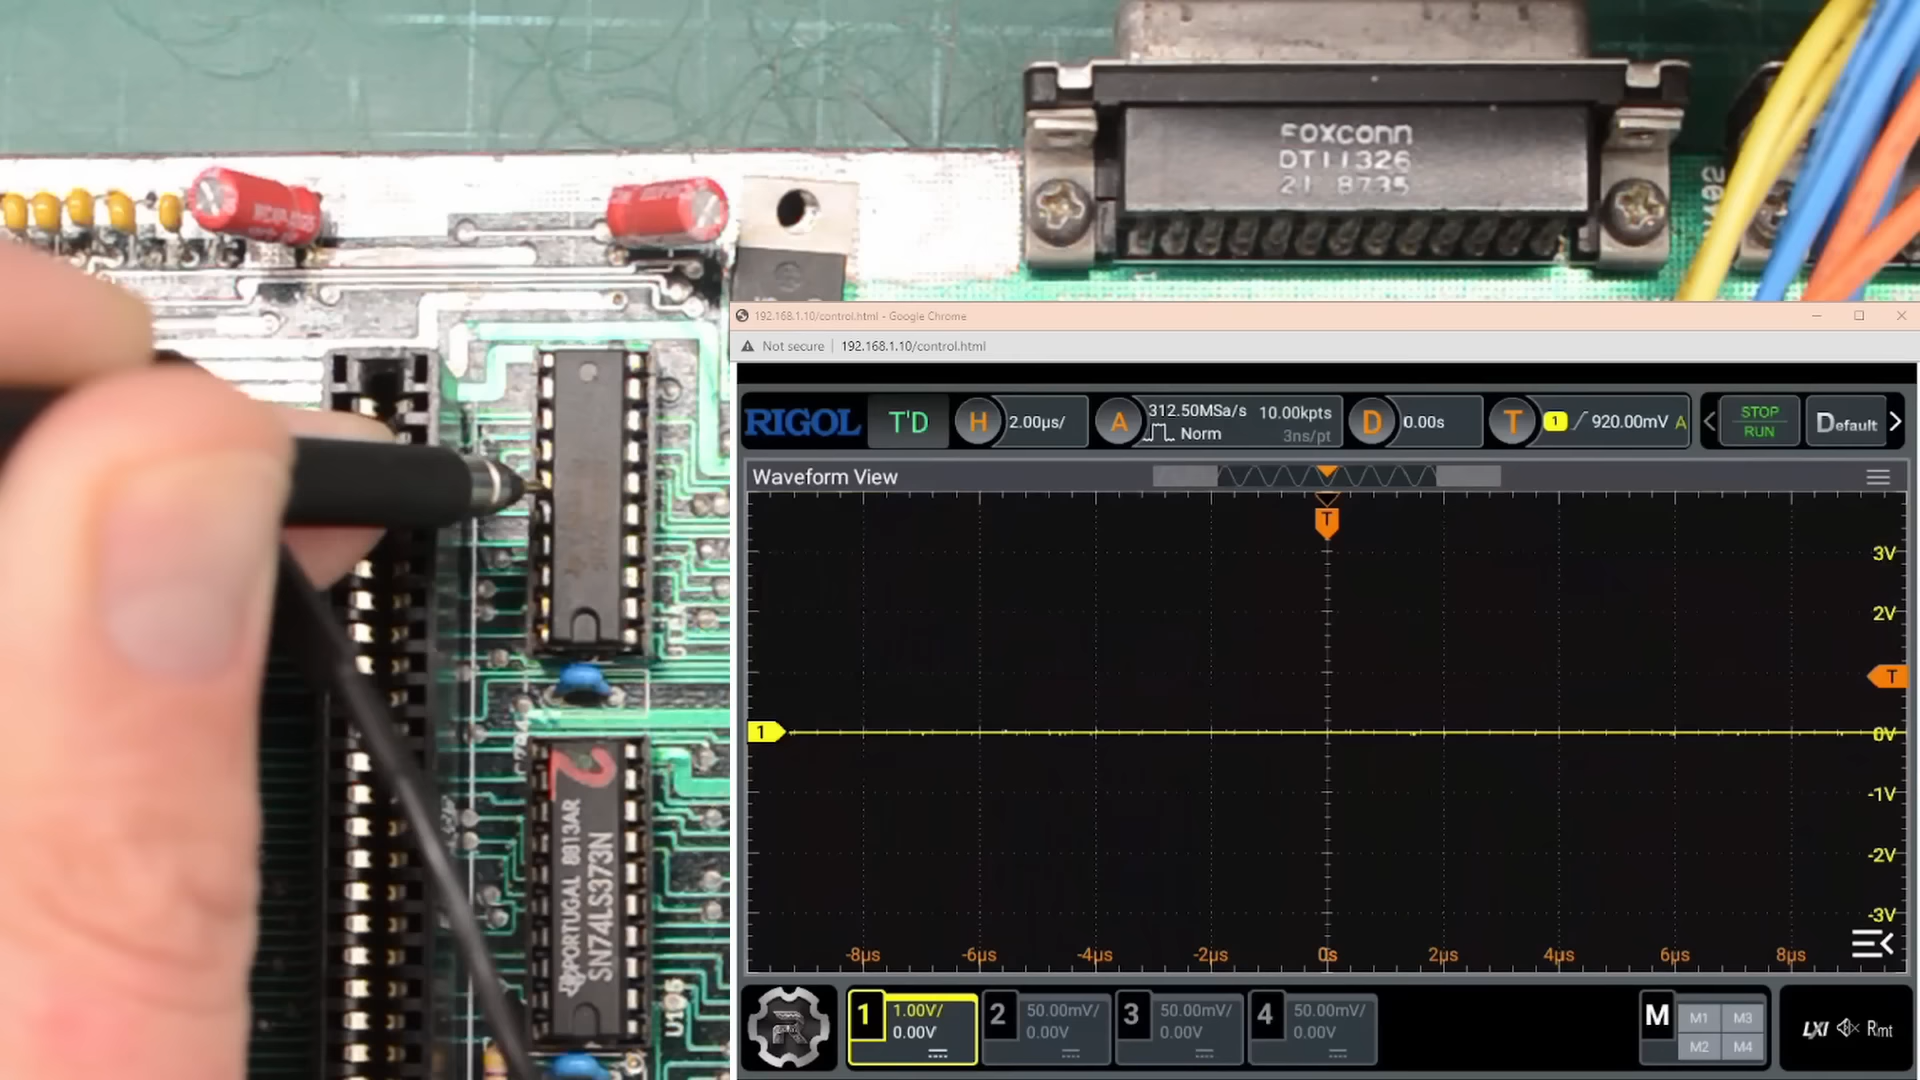 FOXCONN
DT11326
21 8735
192.168.1.10/control.html - Google Chrome
Not secure
192.168.1.10/control.html
RIGOL
T'D
H
2.00µs/
A
312.50MSa/s
10.00kpts
Norm
3ns/pt
D
0.00s
T
1
920.00mV
A
STOP
RUN
Default
Waveform View
T
3V
2V
T
1
0V
-1V
-2V
-3V
-8µs
-6µs
-4µs
-2µs
0s
2µs
4µs
6µs
8µs
1
1.00V/
0.00V
2
50.00mV/
0.00V
3
50.00mV/
0.00V
4
50.00mV/
0.00V
M
M1
M3
M2
M4
LXI
Rmt
2
PORTUGAL 8813AR
SN74LS373N
U105